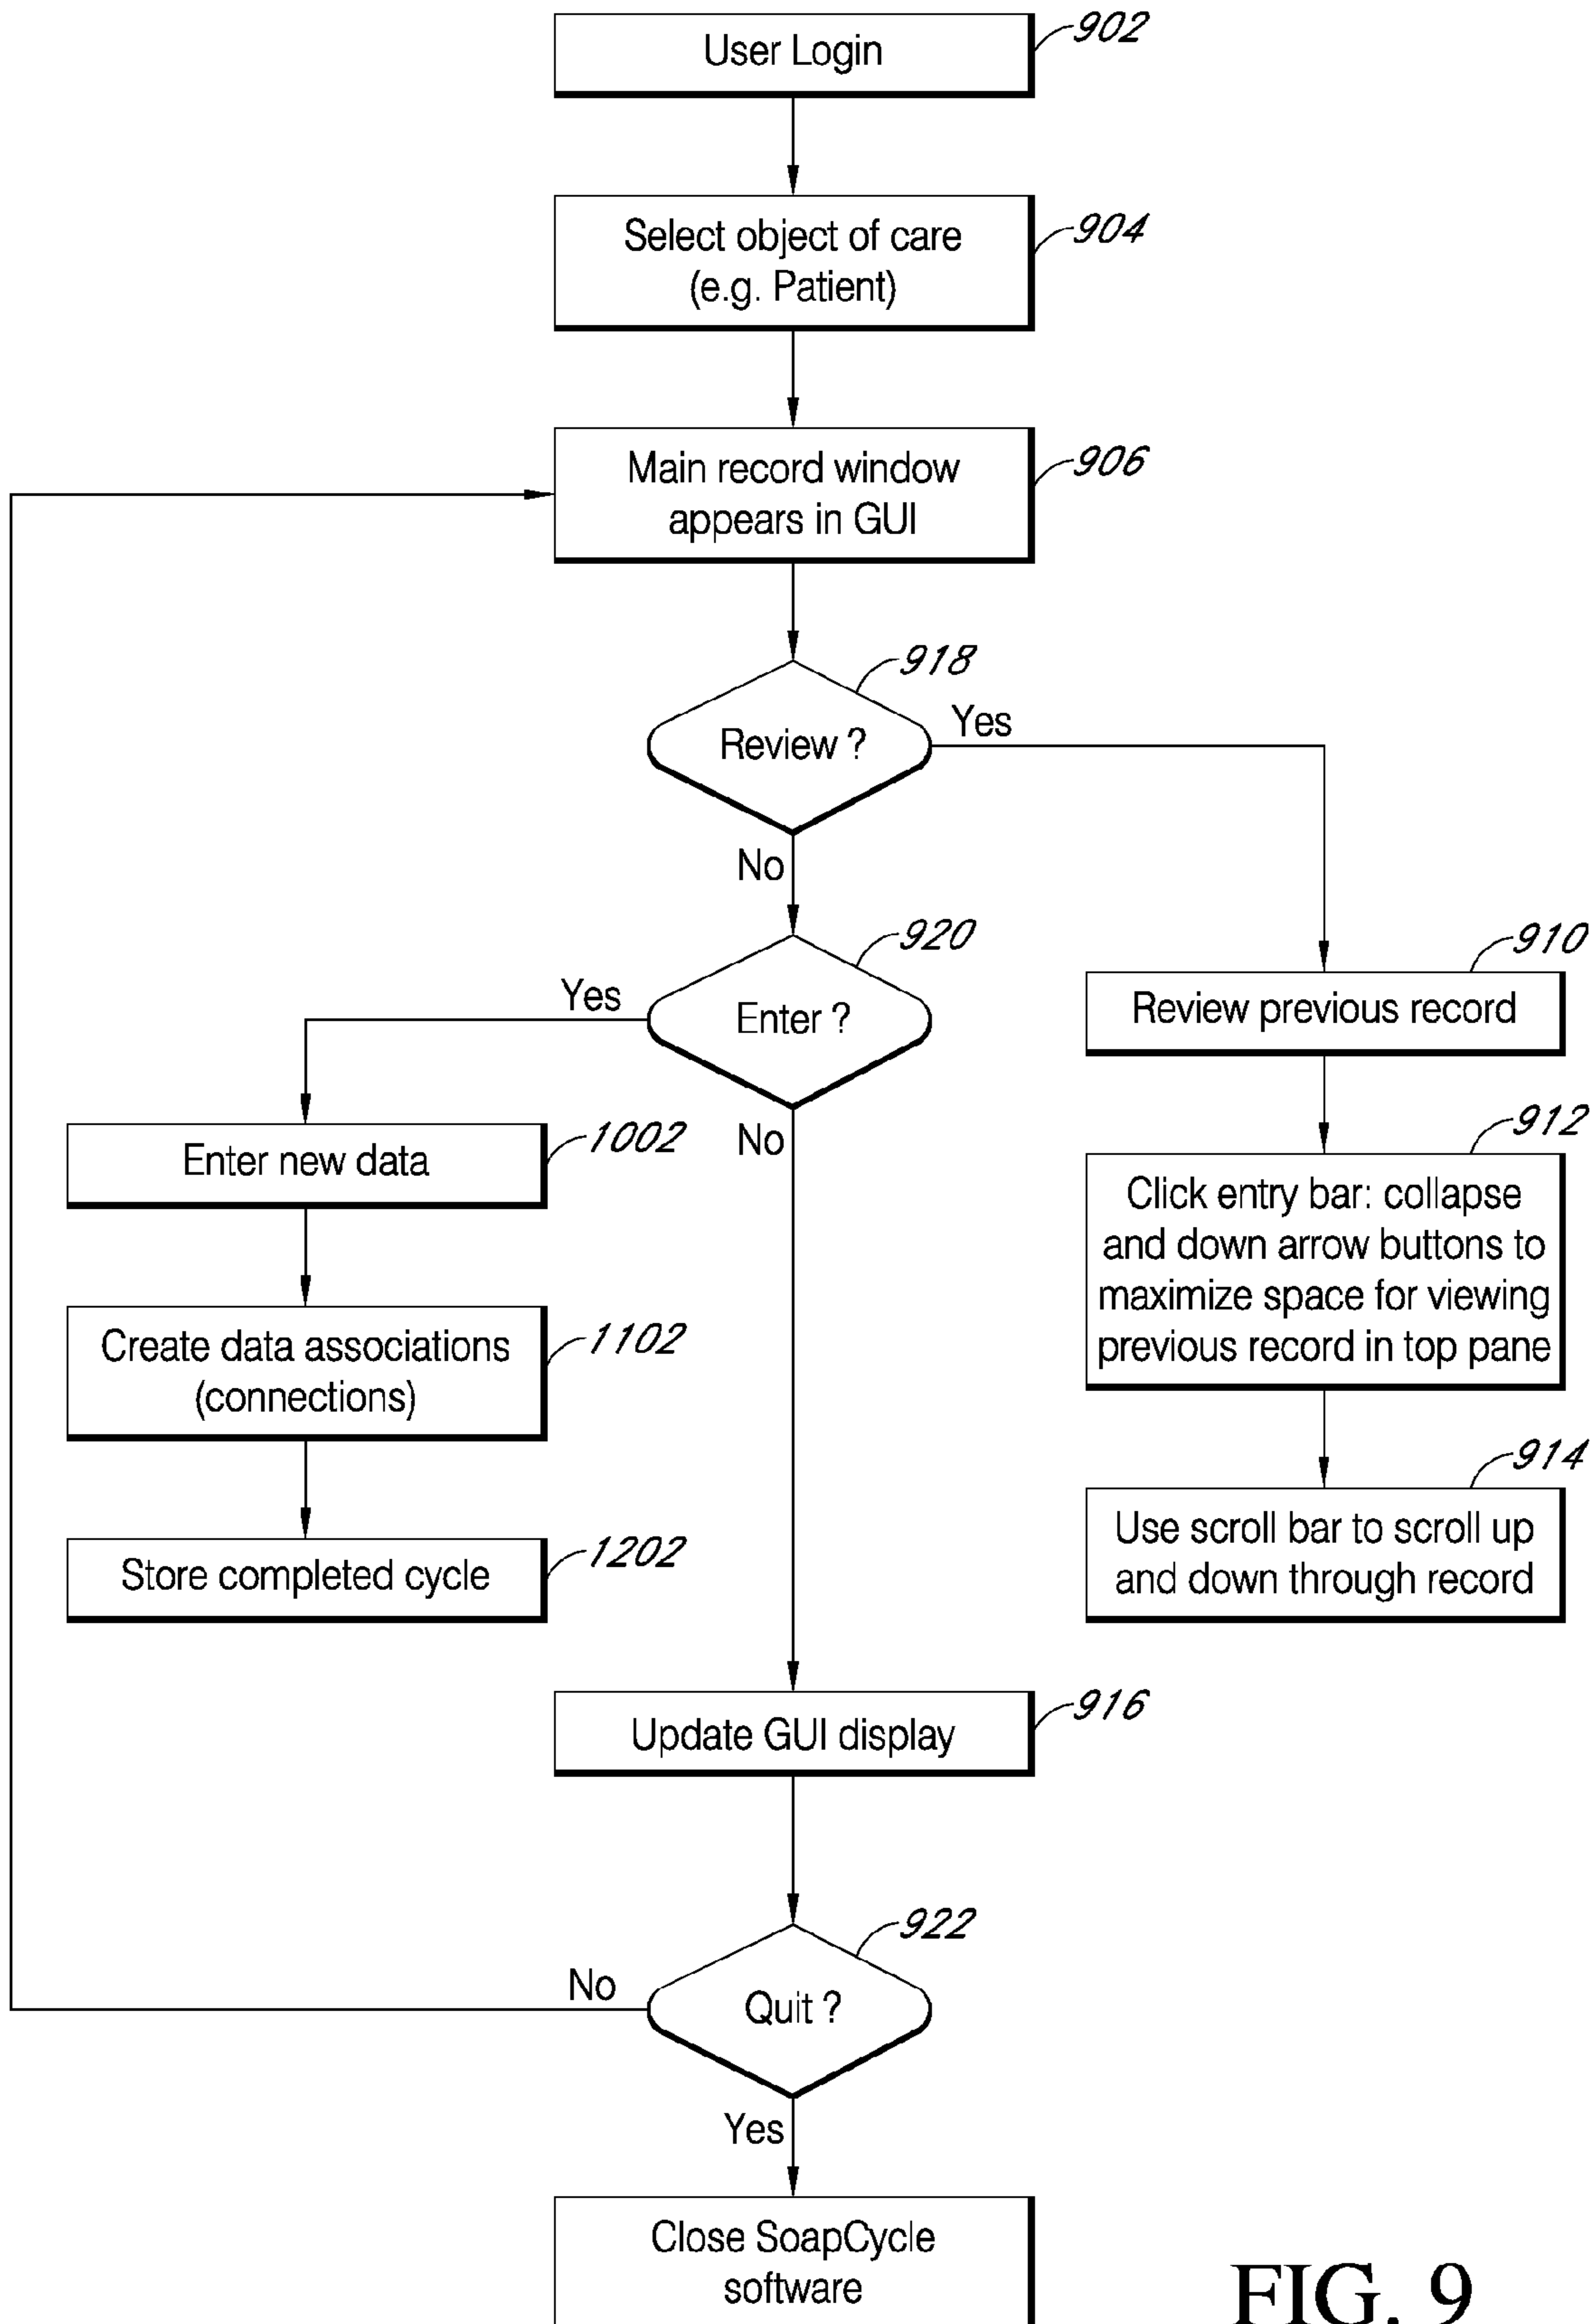 User Login
902
Select object of care
(e.g. Patient)
904
Main record window
appears in GUI
906
918
Review ?
Yes
No
920
Enter ?
Yes
No
910
Review previous record
912
Click entry bar: collapse
and down arrow buttons to
maximize space for viewing
previous record in top pane
914
Use scroll bar to scroll up
and down through record
Enter new data
1002
Create data associations
(connections)
1102
Store completed cycle
1202
Update GUI display
916
922
Quit ?
No
Yes
Close SoapCycle
software
FIG. 9